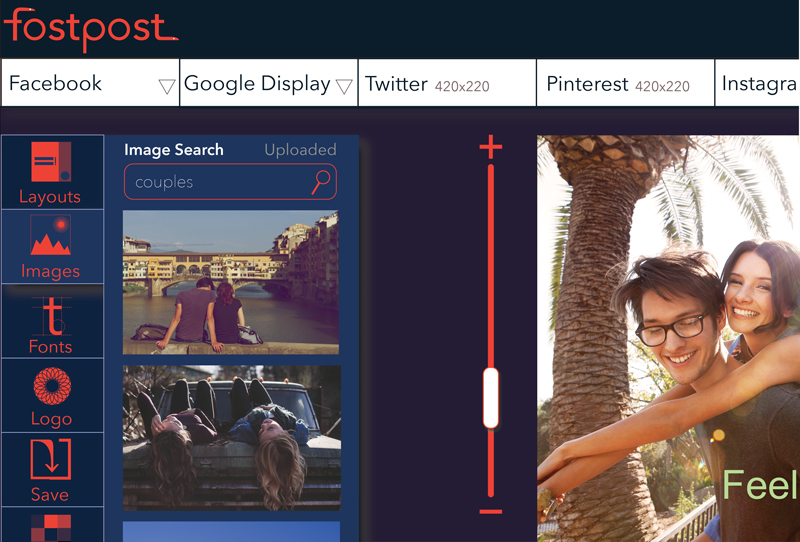 fostpost
Facebook
Google Display
Twitter 420x220
Pinterest 420x220
Instagra
Layouts
Images
Fonts
Logo
Save
Image Search
Uploaded
couples
Feel